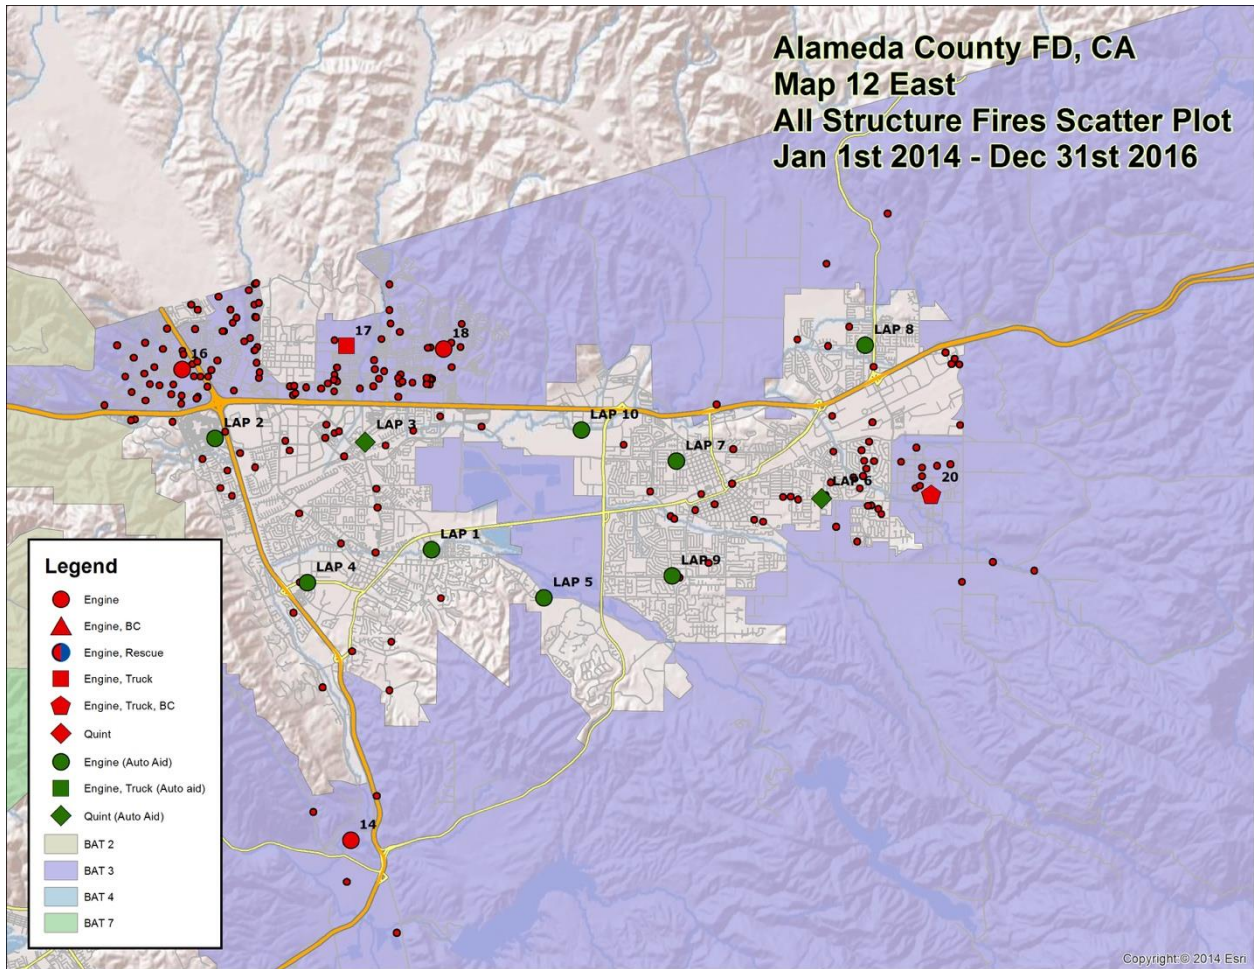 Alameda County FD, CA
Map 12 East
All Structure Fires Scatter Plot
Jan 1st 2014 - Dec 31st 2016
17
18
LAP 8
16
LAP 2
LAP 3
LAP 10
LAP 7
LAP 6
20
LAP 1
LAP 4
LAP 5
LAP 9
14
Legend
Engine
Engine, BC
Engine, Rescue
Engine, Truck
Engine, Truck, BC
Quint
Engine (Auto Aid)
Engine, Truck (Auto aid)
Quint (Auto Aid)
BAT 2
BAT 3
BAT 4
BAT 7
Copyright:© 2014 Esri